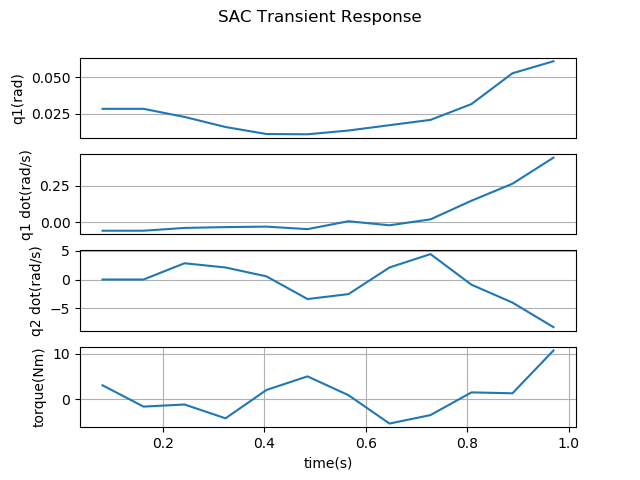 SAC Transient Response
q1(rad)
0.050
0.025
q1 dot(rad/s)
0.25
0.00
q2 dot(rad/s)
5
0
−5
torque(Nm)
10
0
0.2 0.4 0.6 0.8 1.0
time(s)